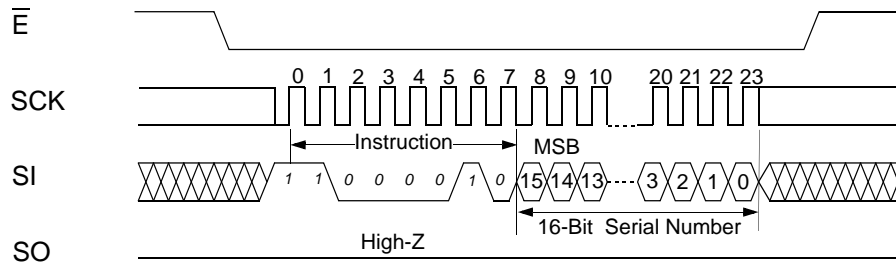 E
SCK 0 1 2 3 4 5 6 7 8 9 10 20 21 22 23
Instruction MSB
SI 1 1 0 0 0 0 1 0 15 14 13 3 2 1 0
16-Bit Serial Number
High-Z
SO